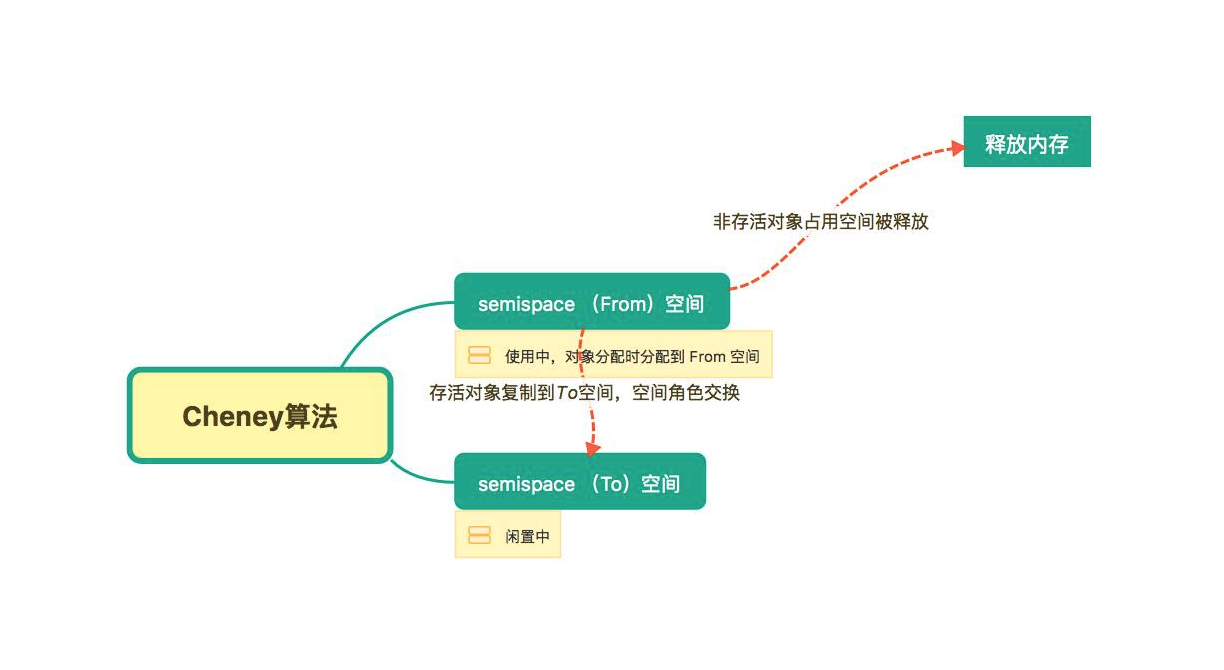 释放内存
非存活对象占用空间被释放
semispace （From）空间
使用中，对象分配时分配到 From 空间
存活对象复制到To空间，空间角色交换
Cheney算法
semispace （To）空间
闲置中